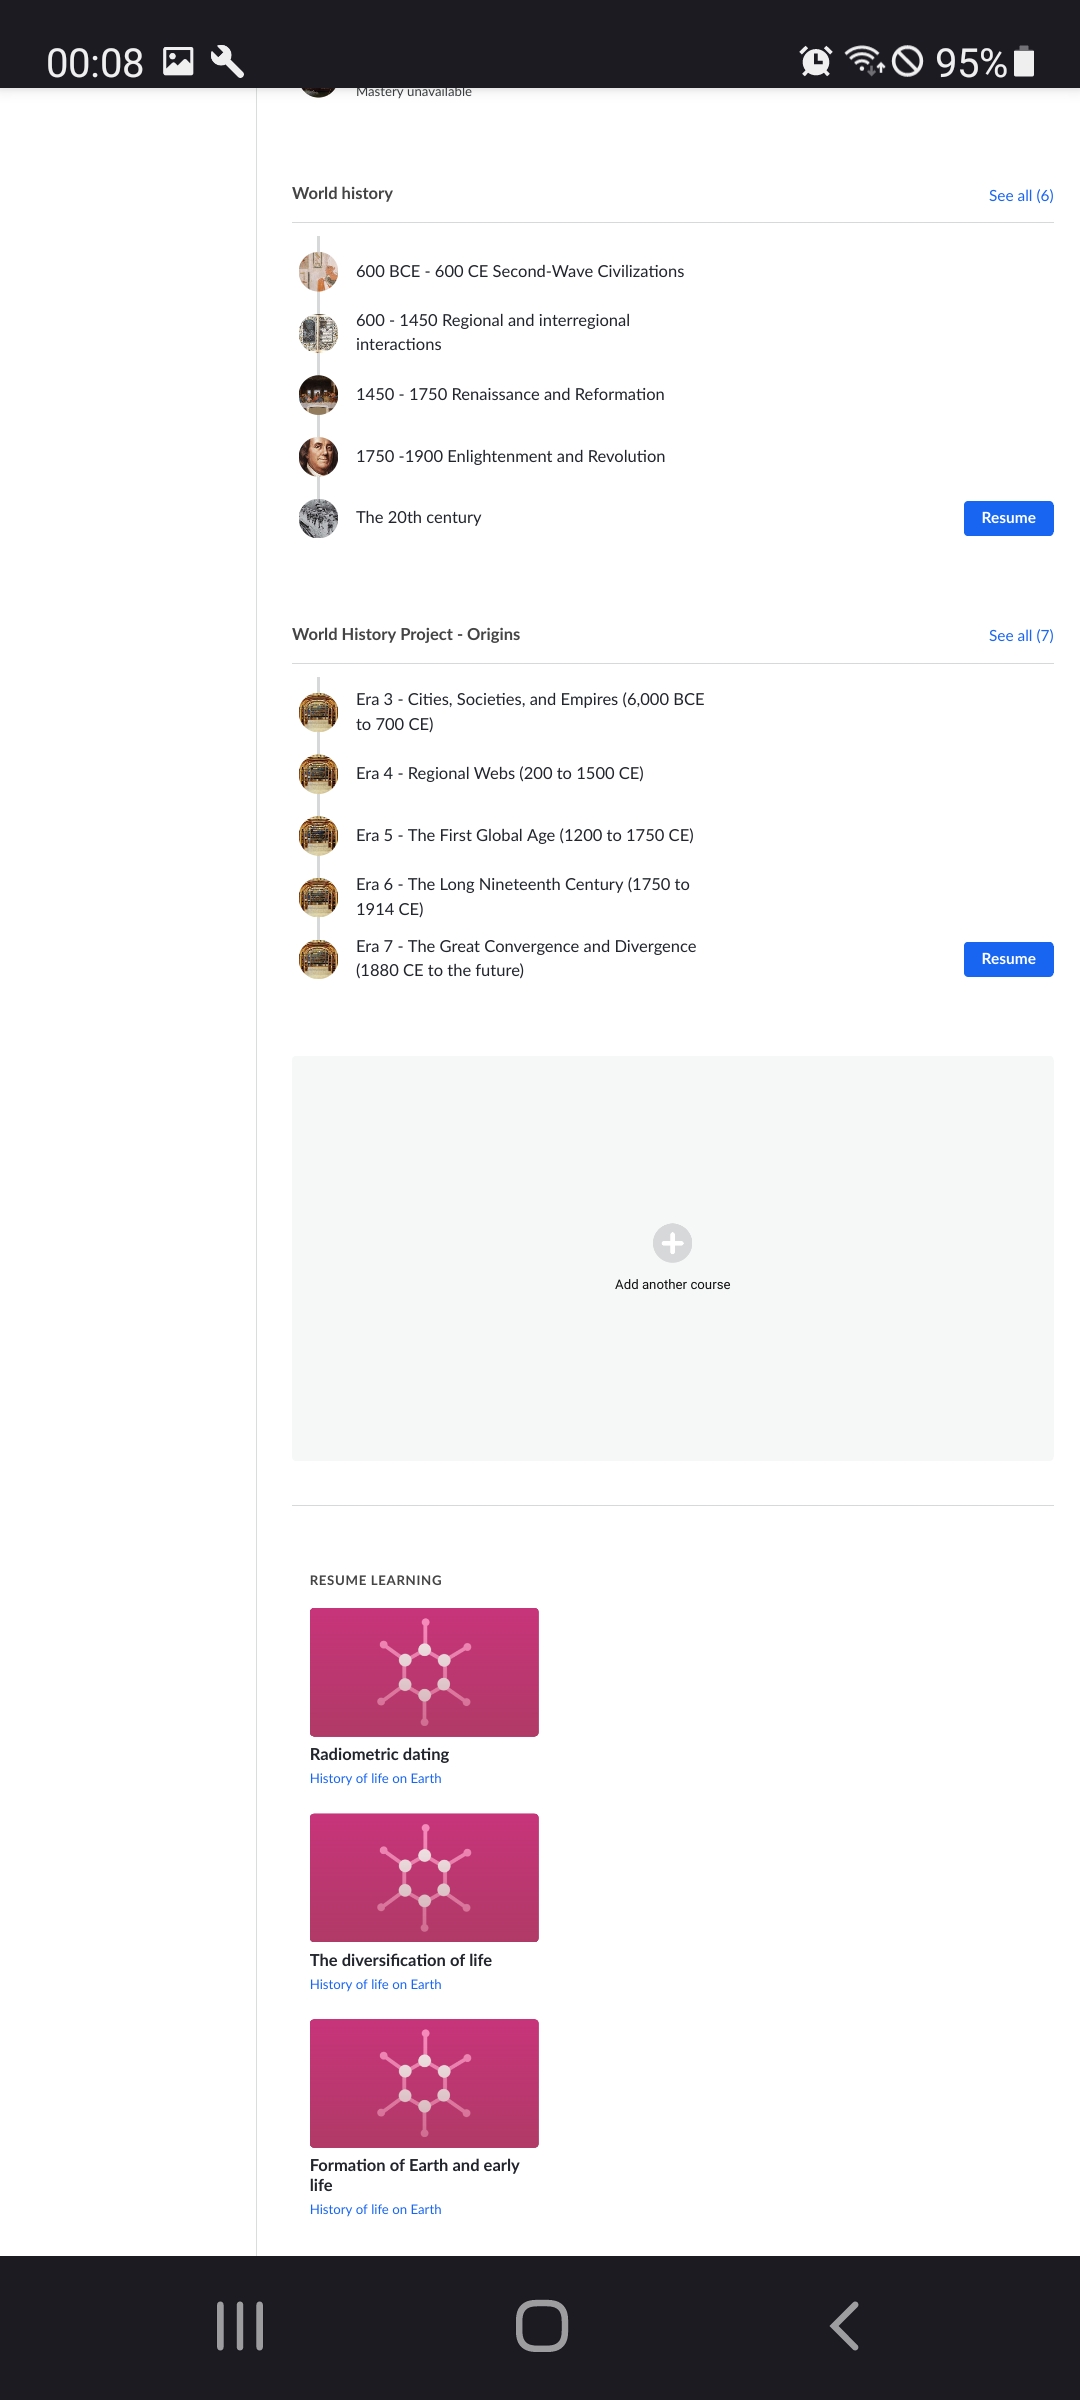 00:08
95%
Mastery unavailable
World history
See all (6)
600 BCE - 600 CE Second-Wave Civilizations
600 - 1450 Regional and interregional
interactions
1450 - 1750 Renaissance and Reformation
1750 -1900 Enlightenment and Revolution
The 20th century
Resume
World History Project - Origins
See all (7)
Era 3 - Cities, Societies, and Empires (6,000 BCE
to 700 CE)
Era 4 - Regional Webs (200 to 1500 CE)
Era 5 - The First Global Age (1200 to 1750 CE)
Era 6 - The Long Nineteenth Century (1750 to
1914 CE)
Era 7 - The Great Convergence and Divergence
(1880 CE to the future)
Resume
Add another course
RESUME LEARNING
Radiometric dating
History of life on Earth
The diversification of life
History of life on Earth
Formation of Earth and early
life
History of life on Earth